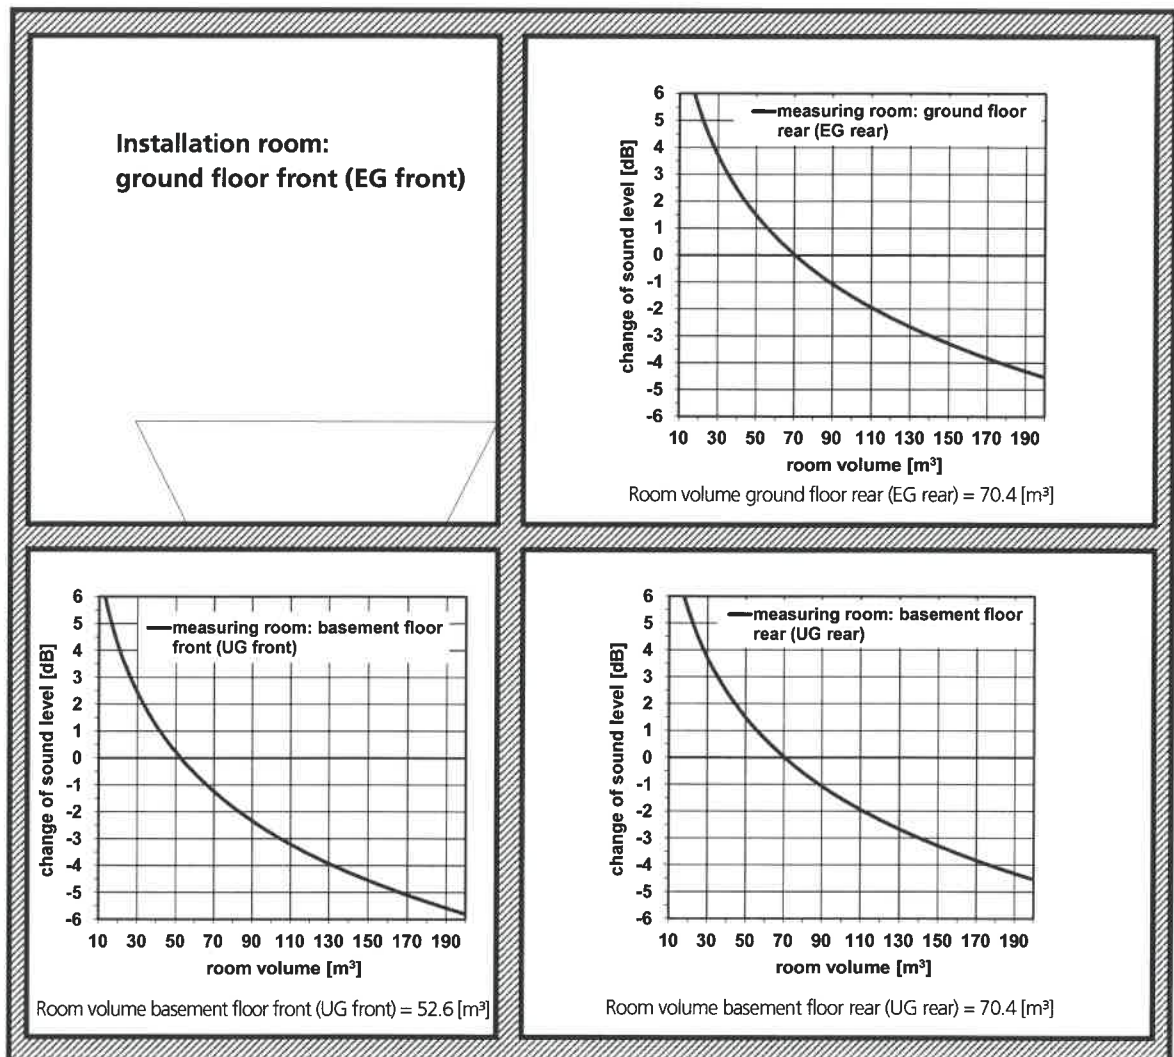 Installation room:
ground floor front (EG front)
6
5
4
3
2
1
0
-1
-2
-3
-4
-5
-6
change of sound level [dB]
measuring room: ground floor
rear (EG rear)
10 30 50 70 90 110 130 150 170 190
room volume [m³]
Room volume ground floor rear (EG rear) = 70.4 [m³]
6
5
4
3
2
1
0
-1
-2
-3
-4
-5
-6
change of sound level [dB]
measuring room: basement floor
front (UG front)
10 30 50 70 90 110 130 150 170 190
room volume [m³]
Room volume basement floor front (UG front) = 52.6 [m³]
6
5
4
3
2
1
0
-1
-2
-3
-4
-5
-6
change of sound level [dB]
measuring room: basement floor
rear (UG rear)
10 30 50 70 90 110 130 150 170 190
room volume [m³]
Room volume basement floor rear (UG rear) = 70.4 [m³]